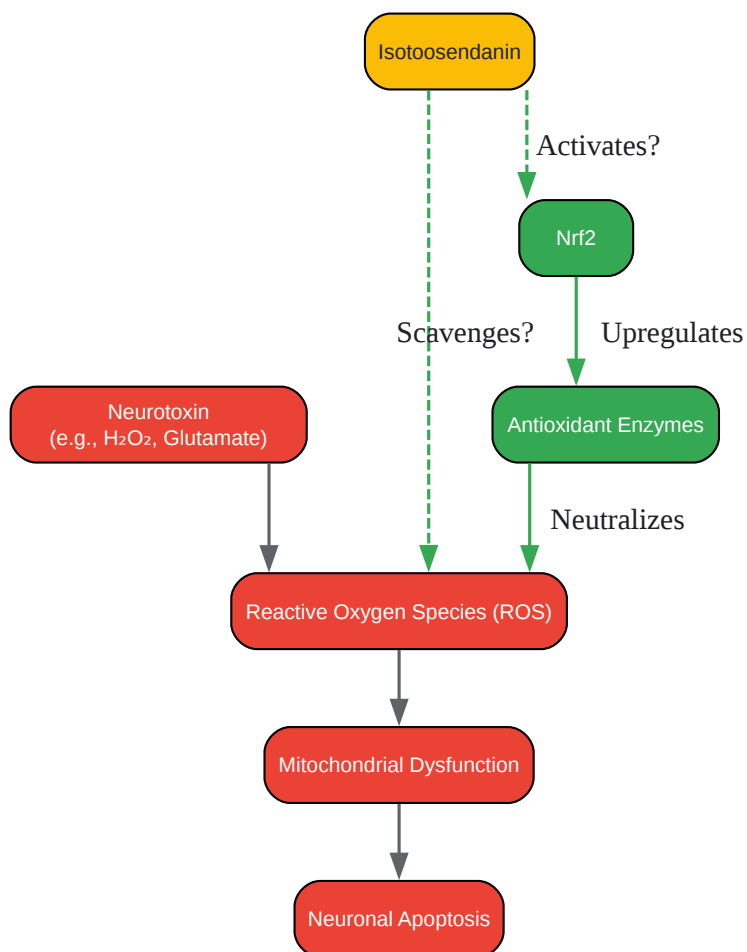 Isotoosendanin
Activates?
Nrf2
Scavenges?
Upregulates
Neurotoxin
(e.g., H₂O₂, Glutamate)
Antioxidant Enzymes
Neutralizes
Reactive Oxygen Species (ROS)
Mitochondrial Dysfunction
Neuronal Apoptosis